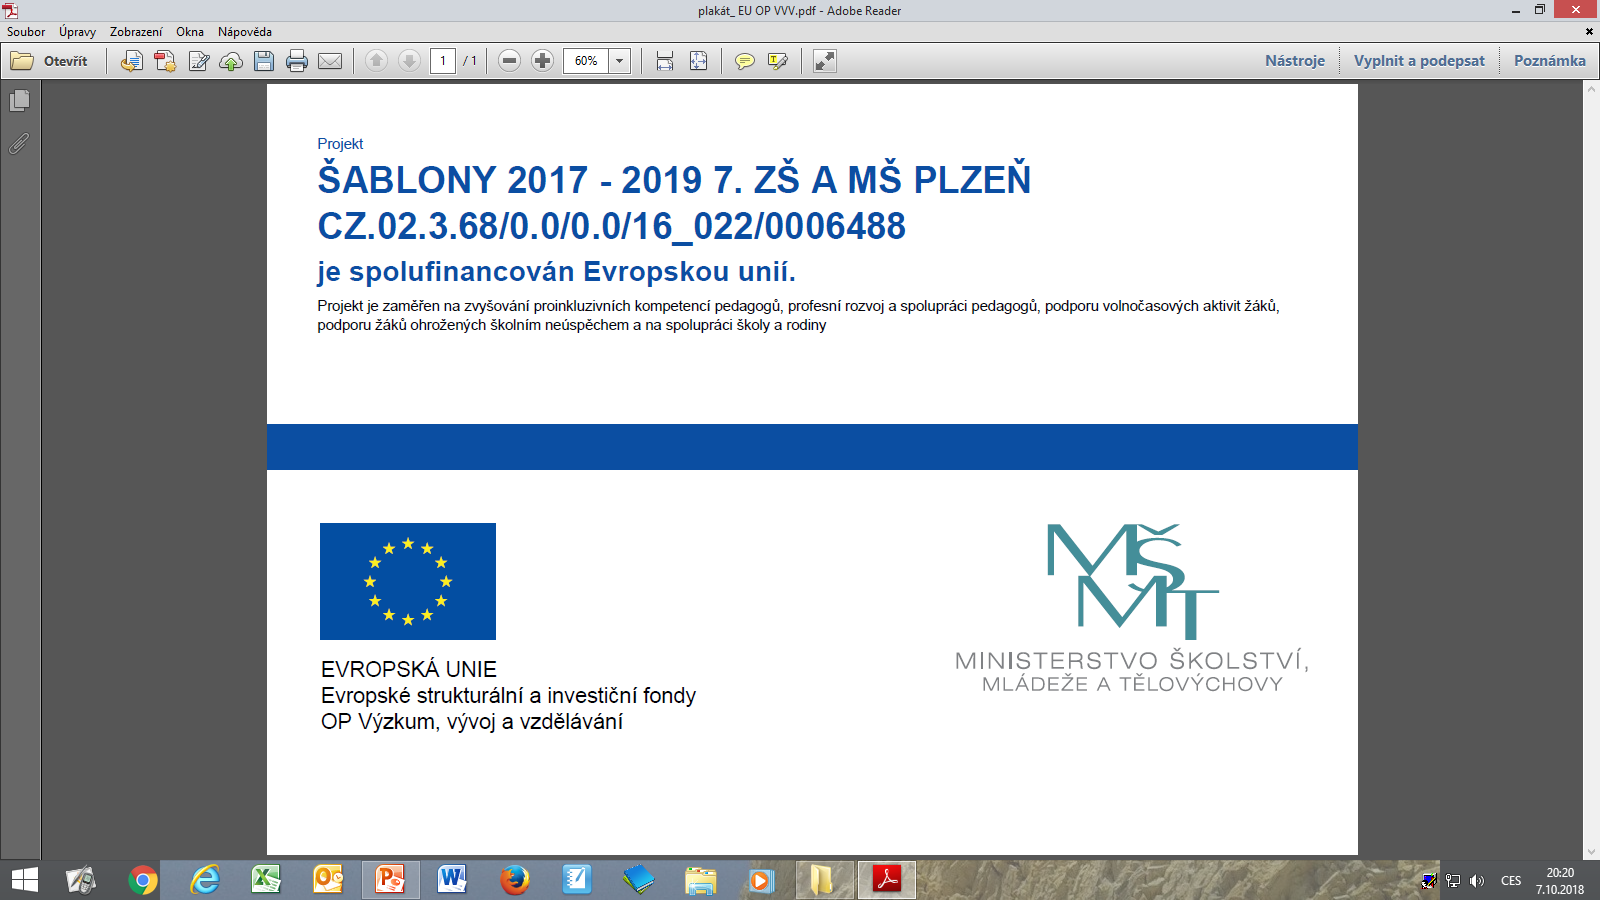 plakát_ EU OP VVV.pdf - Adobe Reader
Soubor Úpravy Zobrazení Okna Nápověda
Otevřít 1 / 1 60% Nástroje Vyplnit a podepsat Poznámka
Projekt
ŠABLONY 2017 - 2019 7. ZŠ A MŠ PLZEŇ
CZ.02.3.68/0.0/0.0/16_022/0006488
je spolufinancován Evropskou unií.
Projekt je zaměřen na zvyšování proinkluzivních kompetencí pedagogů, profesní rozvoj a spolupráci pedagogů, podporu volnočasových aktivit žáků,
podporu žáků ohrožených školním neúspěchem a na spolupráci školy a rodiny
EVROPSKÁ UNIE
Evropské strukturální a investiční fondy
OP Výzkum, vývoj a vzdělávání
MŠ
MT
MINISTERSTVO ŠKOLSTVÍ,
MLÁDEŽE A TĚLOVÝCHOVY
CES
20:20
7.10.2018